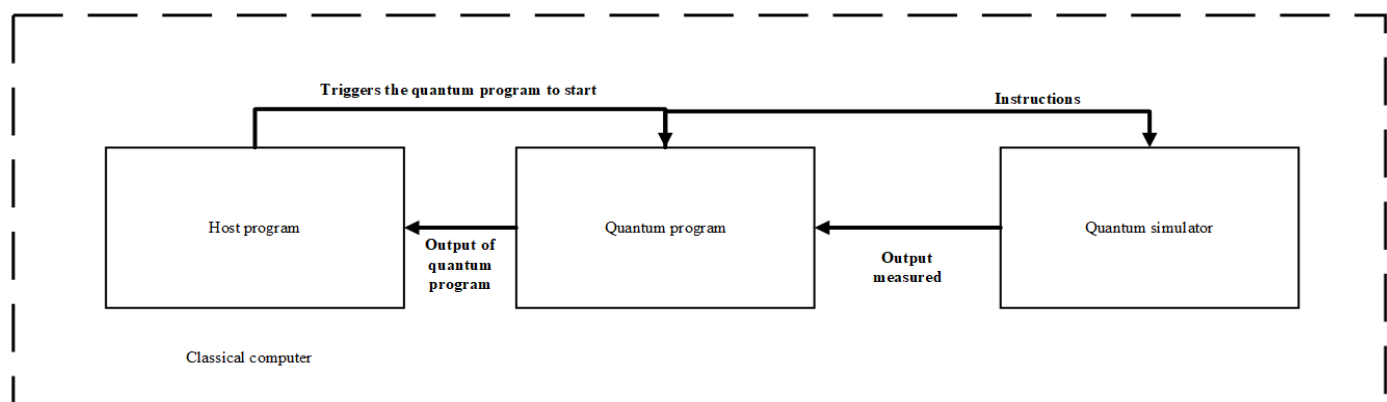 Triggers the quantum program to start
Instructions
Host program
Quantum program
Quantum simulator
Output of
quantum
program
Output
measured
Classical computer